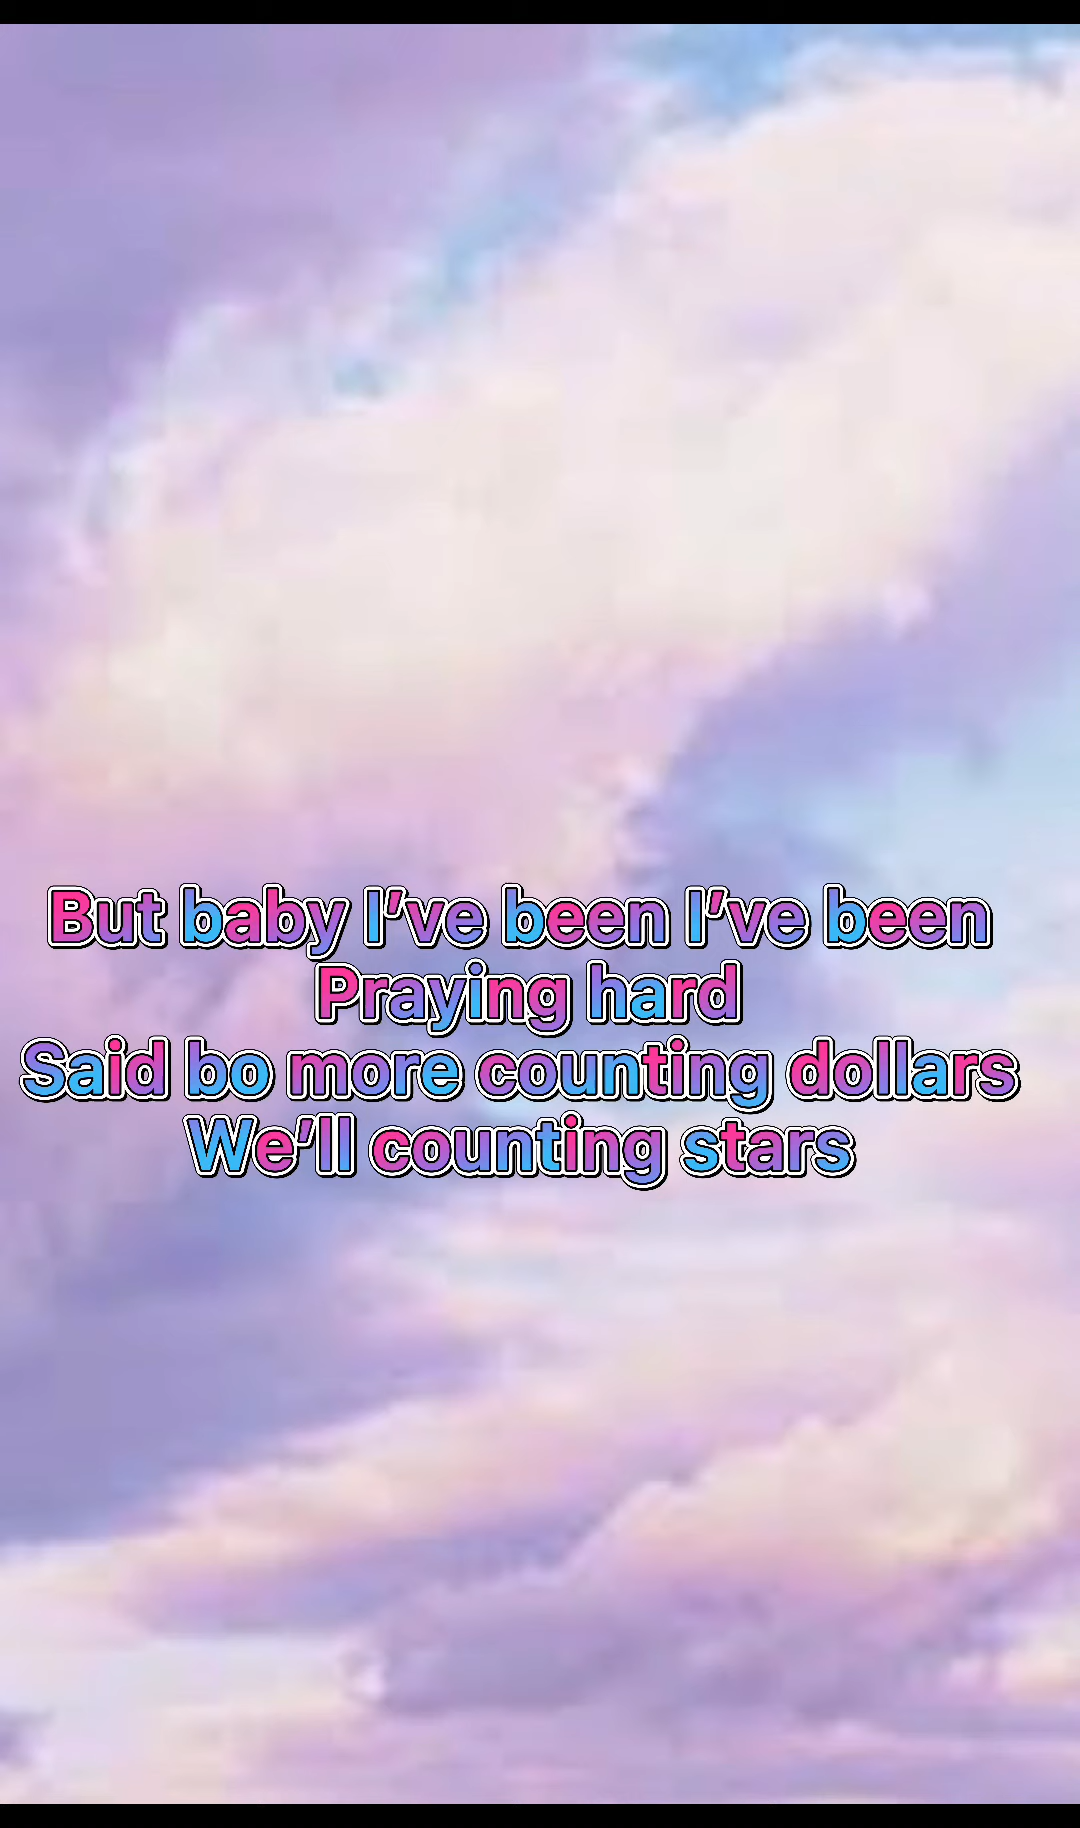 But baby I've been I've been
Praying hard
Said bo more counting dollars
We'll counting stars